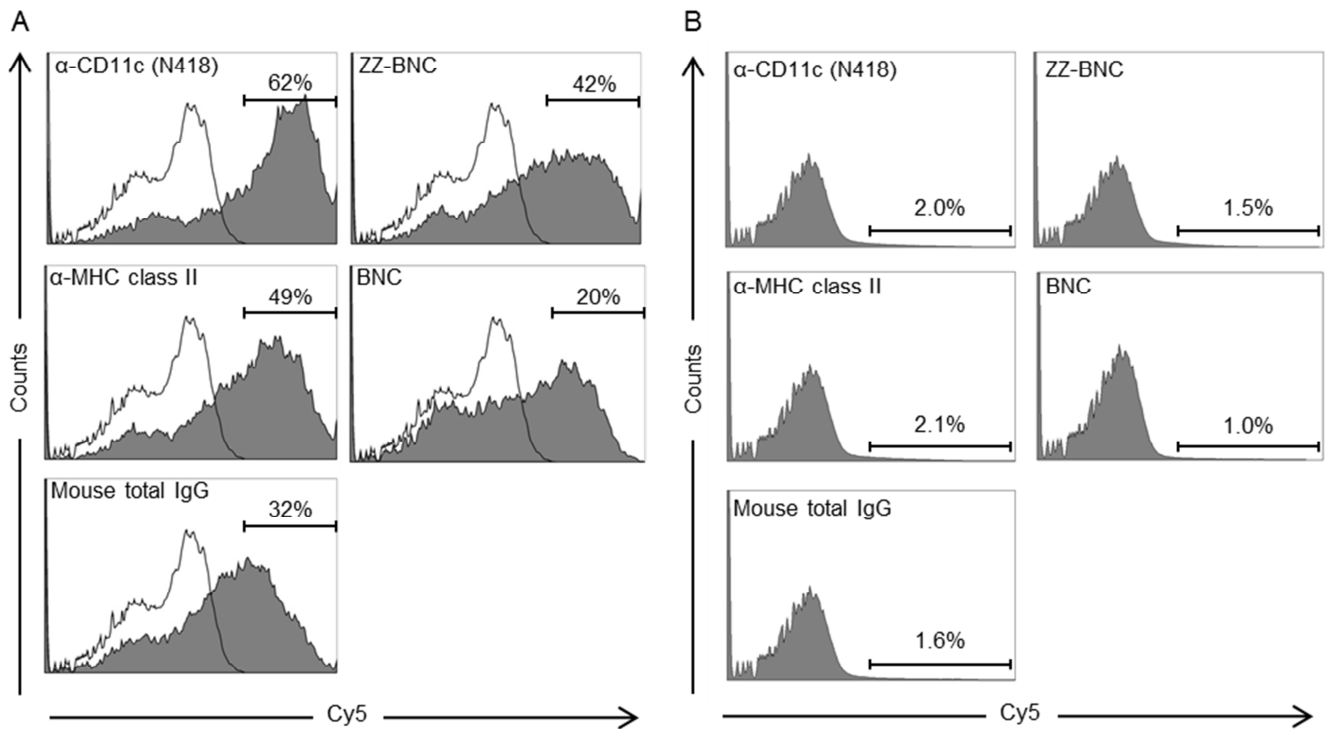 A
α-CD11c (N418)
62%
ZZ-BNC
42%
α-MHC class II
49%
BNC
20%
Mouse total IgG
32%
Counts
Cy5
B
α-CD11c (N418)
2.0%
ZZ-BNC
1.5%
α-MHC class II
2.1%
BNC
1.0%
Mouse total IgG
1.6%
Counts
Cy5